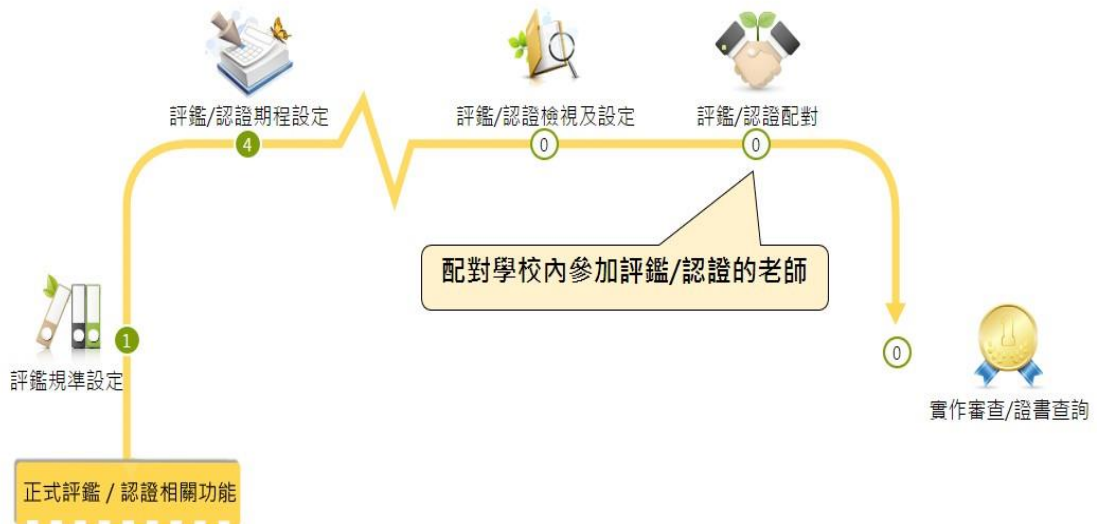 評鑑/認證期程設定
評鑑/認證檢視及設定
評鑑/認證配對
4
0
0
配對學校內參加評鑑/認證的老師
1
評鑑規準設定
0
實作審查/證書查詢
正式評鑑 / 認證相關功能